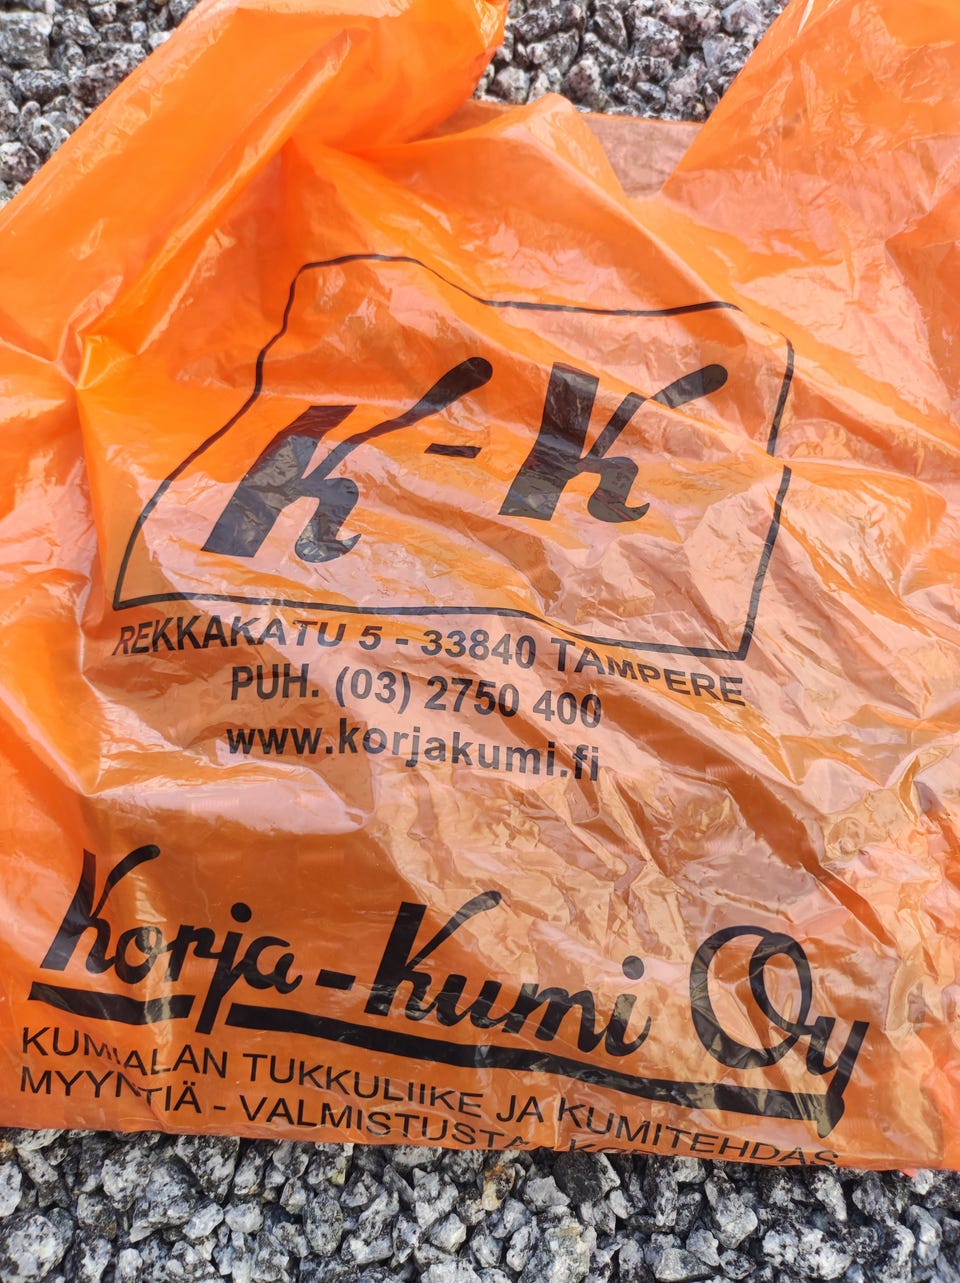 K-K
REKKAKATU 5 - 33840 TAMPERE
PUH. (03) 2750 400
www.korjakumi.fi
Korja-Kumi Oy
KUMIALAN TUKKULIIKE JA KUMITEHDAS
MYYNTIÄ - VALMISTUSTA